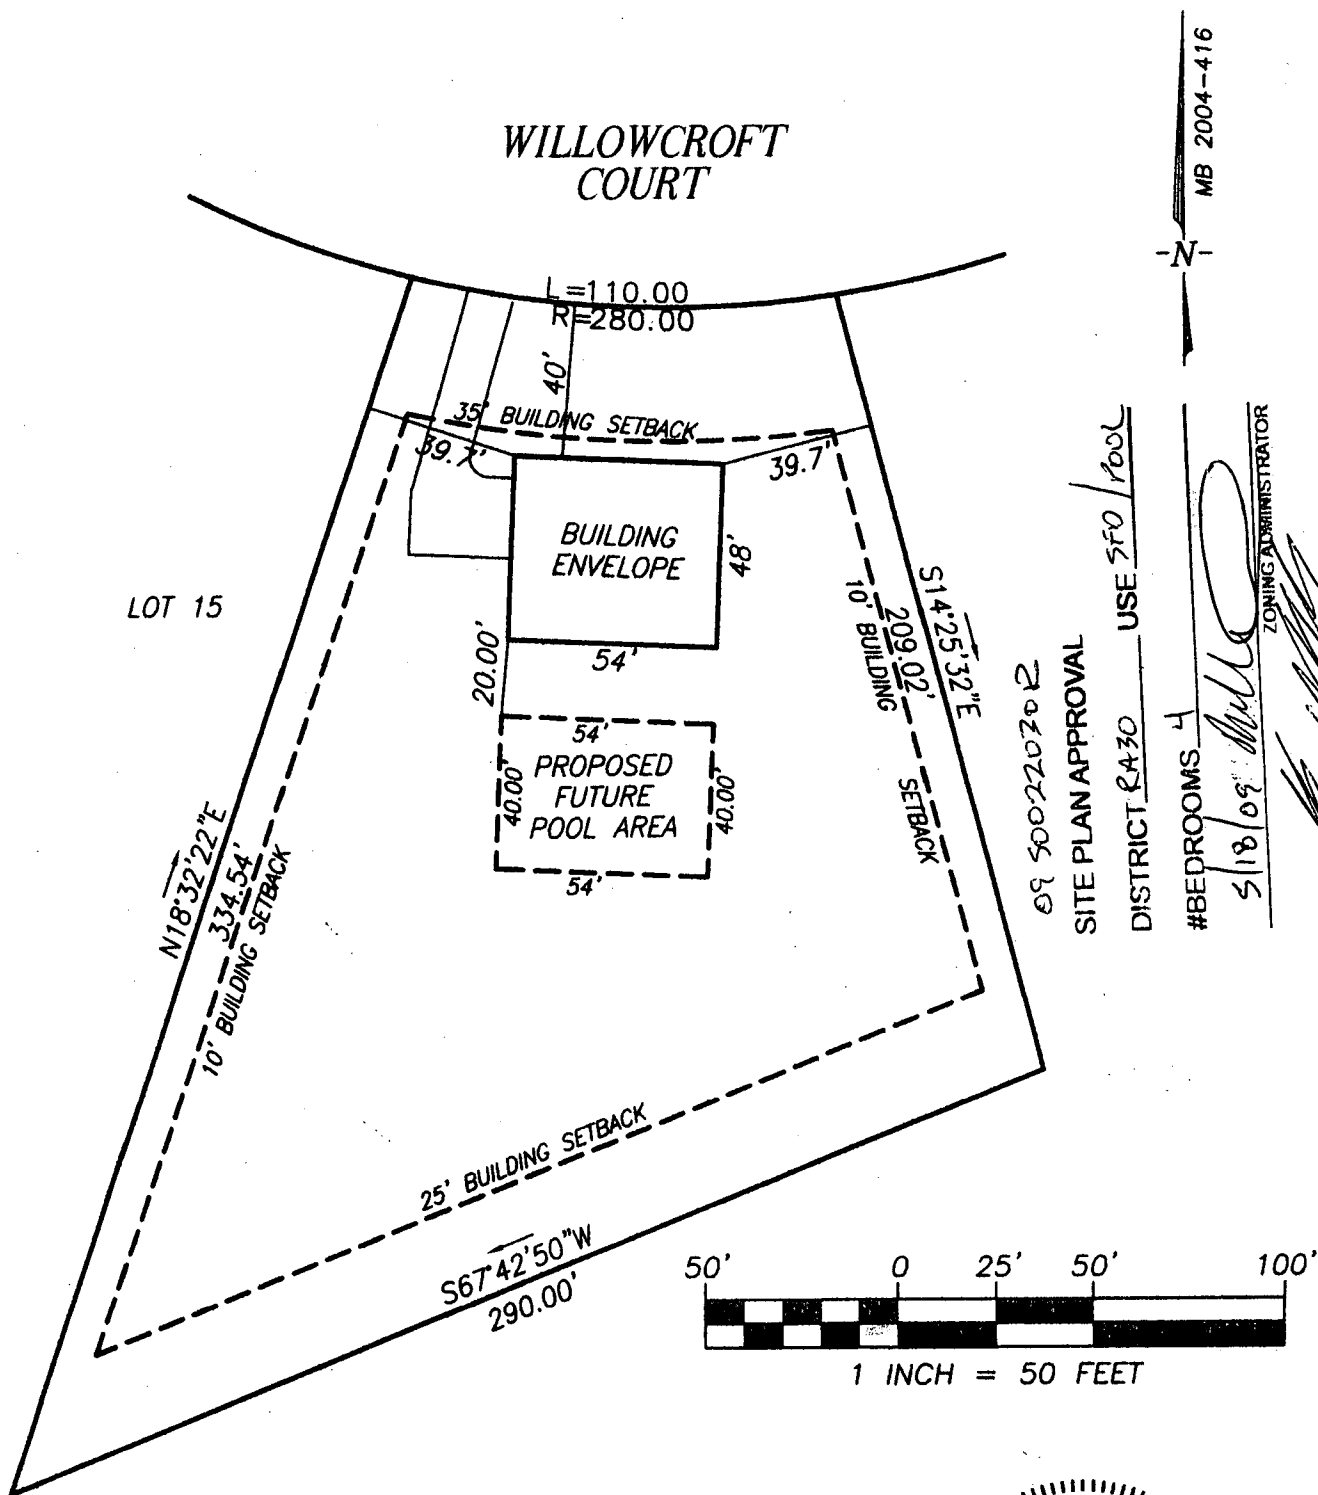 WILLOWCROFT
COURT
MB 2004-416
-N-
L=110.00
R=280.00
40'
35' BUILDING SETBACK
39.7'
39.7'
BUILDING
ENVELOPE
48'
54'
LOT 15
20.00'
S14°25'32"E
209.02'
10' BUILDING
SETBACK
54'
PROPOSED
FUTURE
POOL AREA
40.00'
40.00'
54'
N18°32'22"E
334.54'
10' BUILDING SETBACK
25' BUILDING SETBACK
S67°42'50"W
290.00'
SITE PLAN APPROVAL
DISTRICT RA30 USE SFD/POOL
#BEDROOMS 4
5/18/09
ZONING ADMINISTRATOR
50' 0 25' 50' 100'
1 INCH = 50 FEET